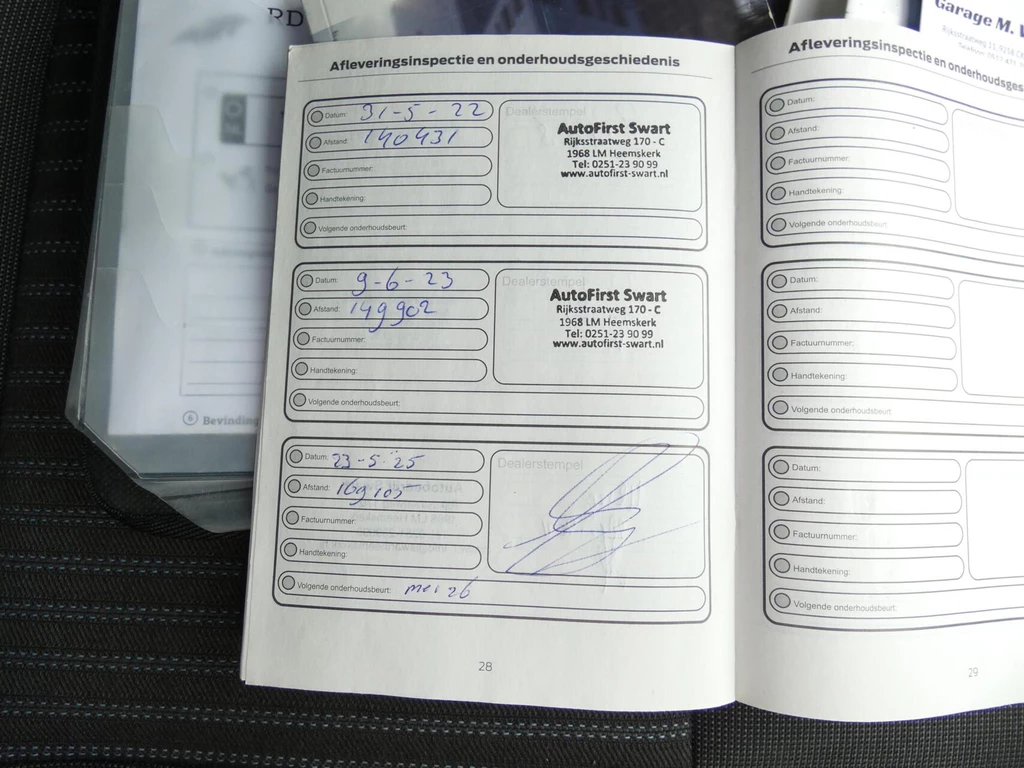 RD
Garage M.
Rijksstraatweg
Afleveringsinspectie en onderhoudsgeschiedenis
Datum: 31-5-22
Afstand: 140431
Factuurnummer:
Handtekening:
Volgende onderhoudsbeurt:
Dealerstempel
AutoFirst Swart
Rijksstraatweg 170 - C
1968 LM Heemskerk
Tel: 0251-23 90 99
www.autofirst-swart.nl
Datum: 9-6-23
Afstand: 149902
Factuurnummer:
Handtekening:
Volgende onderhoudsbeurt:
Dealerstempel
AutoFirst Swart
Rijksstraatweg 170 - C
1968 LM Heemskerk
Tel: 0251-23 90 99
www.autofirst-swart.nl
Datum: 23-5-25
Afstand: 169105
Factuurnummer:
Handtekening:
Volgende onderhoudsbeurt: mei 26
Dealerstempel
28
Afleveringsinspectie en onderhoudsges
Datum:
Afstand:
Factuurnummer:
Handtekening:
Volgende onderhoudsbeurt:
Datum:
Afstand:
Factuurnummer:
Handtekening:
Volgende onderhoudsbeurt:
Datum:
Afstand:
Factuurnummer:
Handtekening:
Volgende onderhoudsbeurt:
29
6 Bevinding